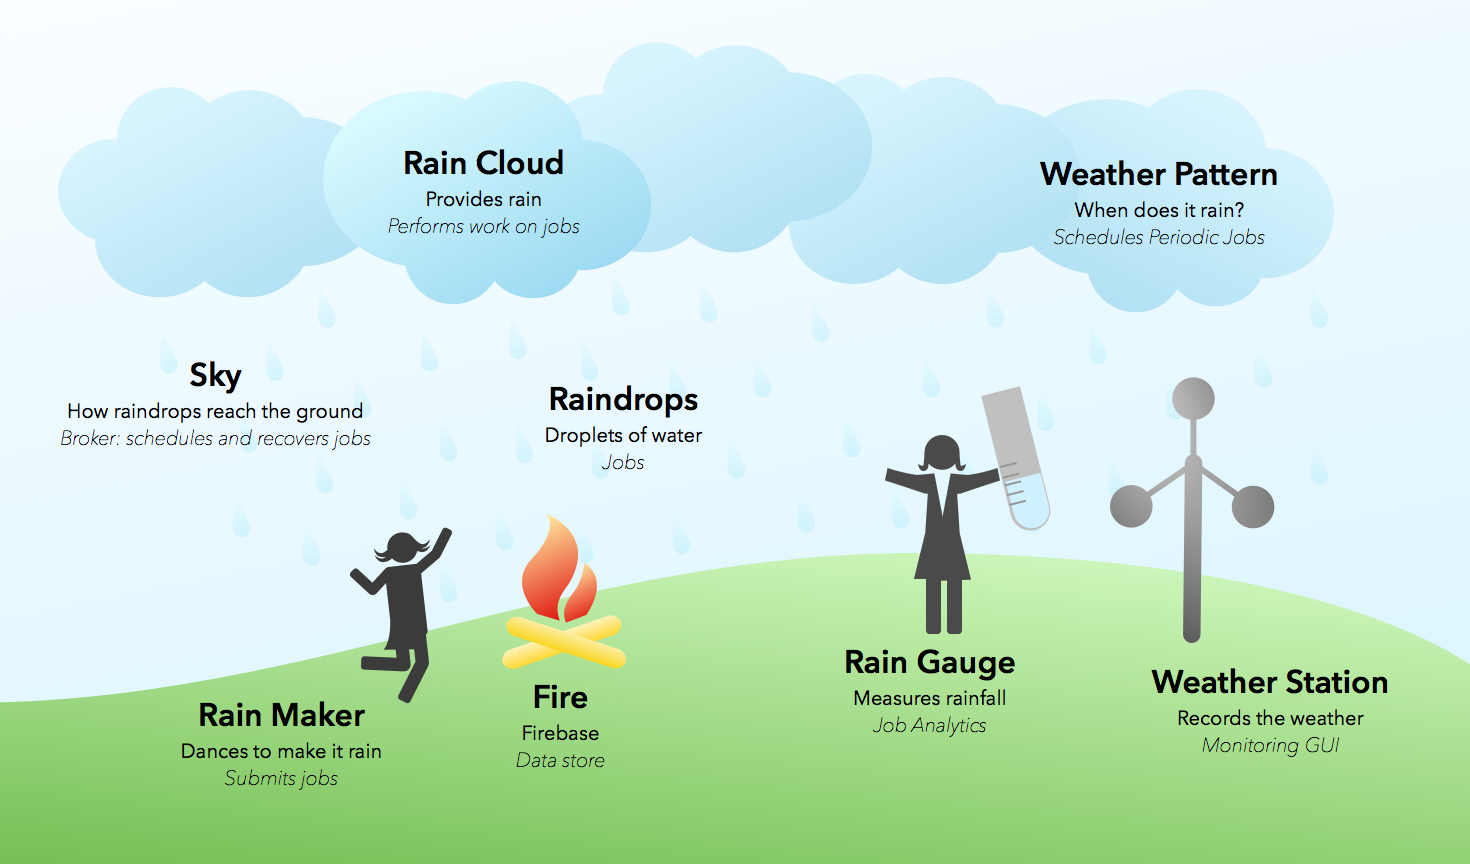 Rain Cloud
Provides rain
Performs work on jobs
Weather Pattern
When does it rain?
Schedules Periodic Jobs
Sky
How raindrops reach the ground
Broker: schedules and recovers jobs
Raindrops
Droplets of water
Jobs
Rain Maker
Dances to make it rain
Submits jobs
Fire
Firebase
Data store
Rain Gauge
Measures rainfall
Job Analytics
Weather Station
Records the weather
Monitoring GUI